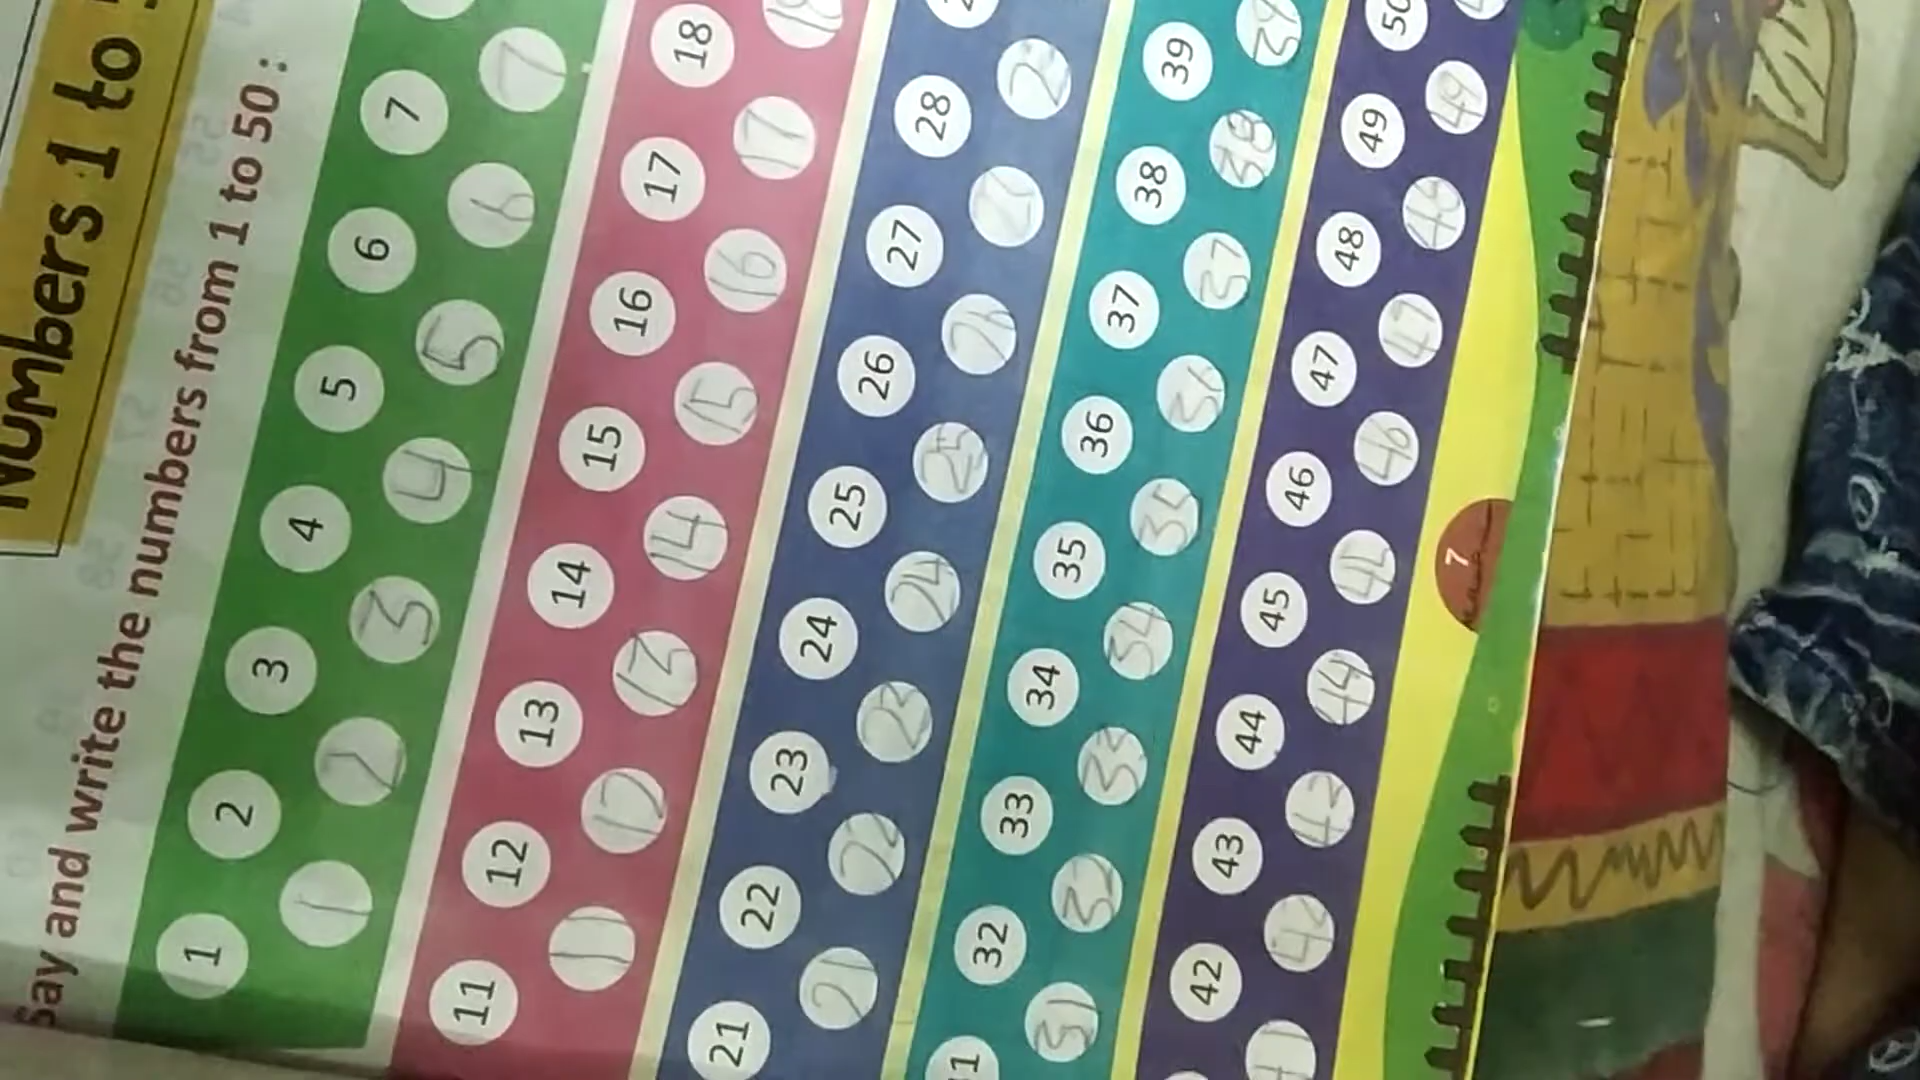 Numbers 1 to
Say and write the numbers from 1 to 50 :
1 2 3 4 5 6 7
1 2 3 4 5 6 7
11 12 13 14 15 16 17 18
11 12 13 14 15 16 17 18
21 22 23 24 25 26 27 28
21 22 23 24 25 26
32 33 34 35 36 37 38 39
31 32 33 34 35 36 37 38 39
42 43 44 45 46 47 48 49 50
41 42 43 44 46 47 48 49
7